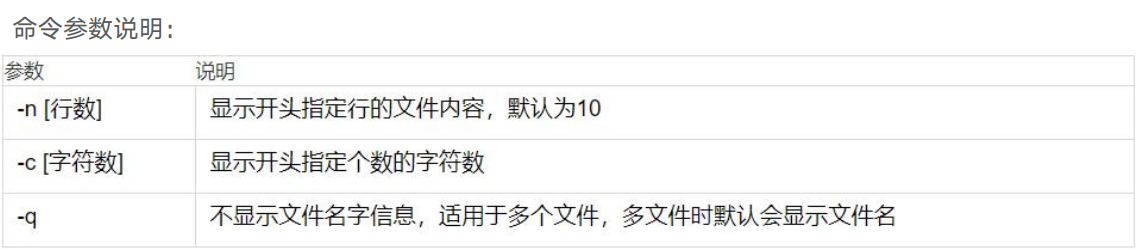 命令参数说明：
参数 说明
-n [行数] 显示开头指定行的文件内容，默认为10
-c [字符数] 显示开头指定个数的字符数
-q 不显示文件名字信息，适用于多个文件，多文件时默认会显示文件名